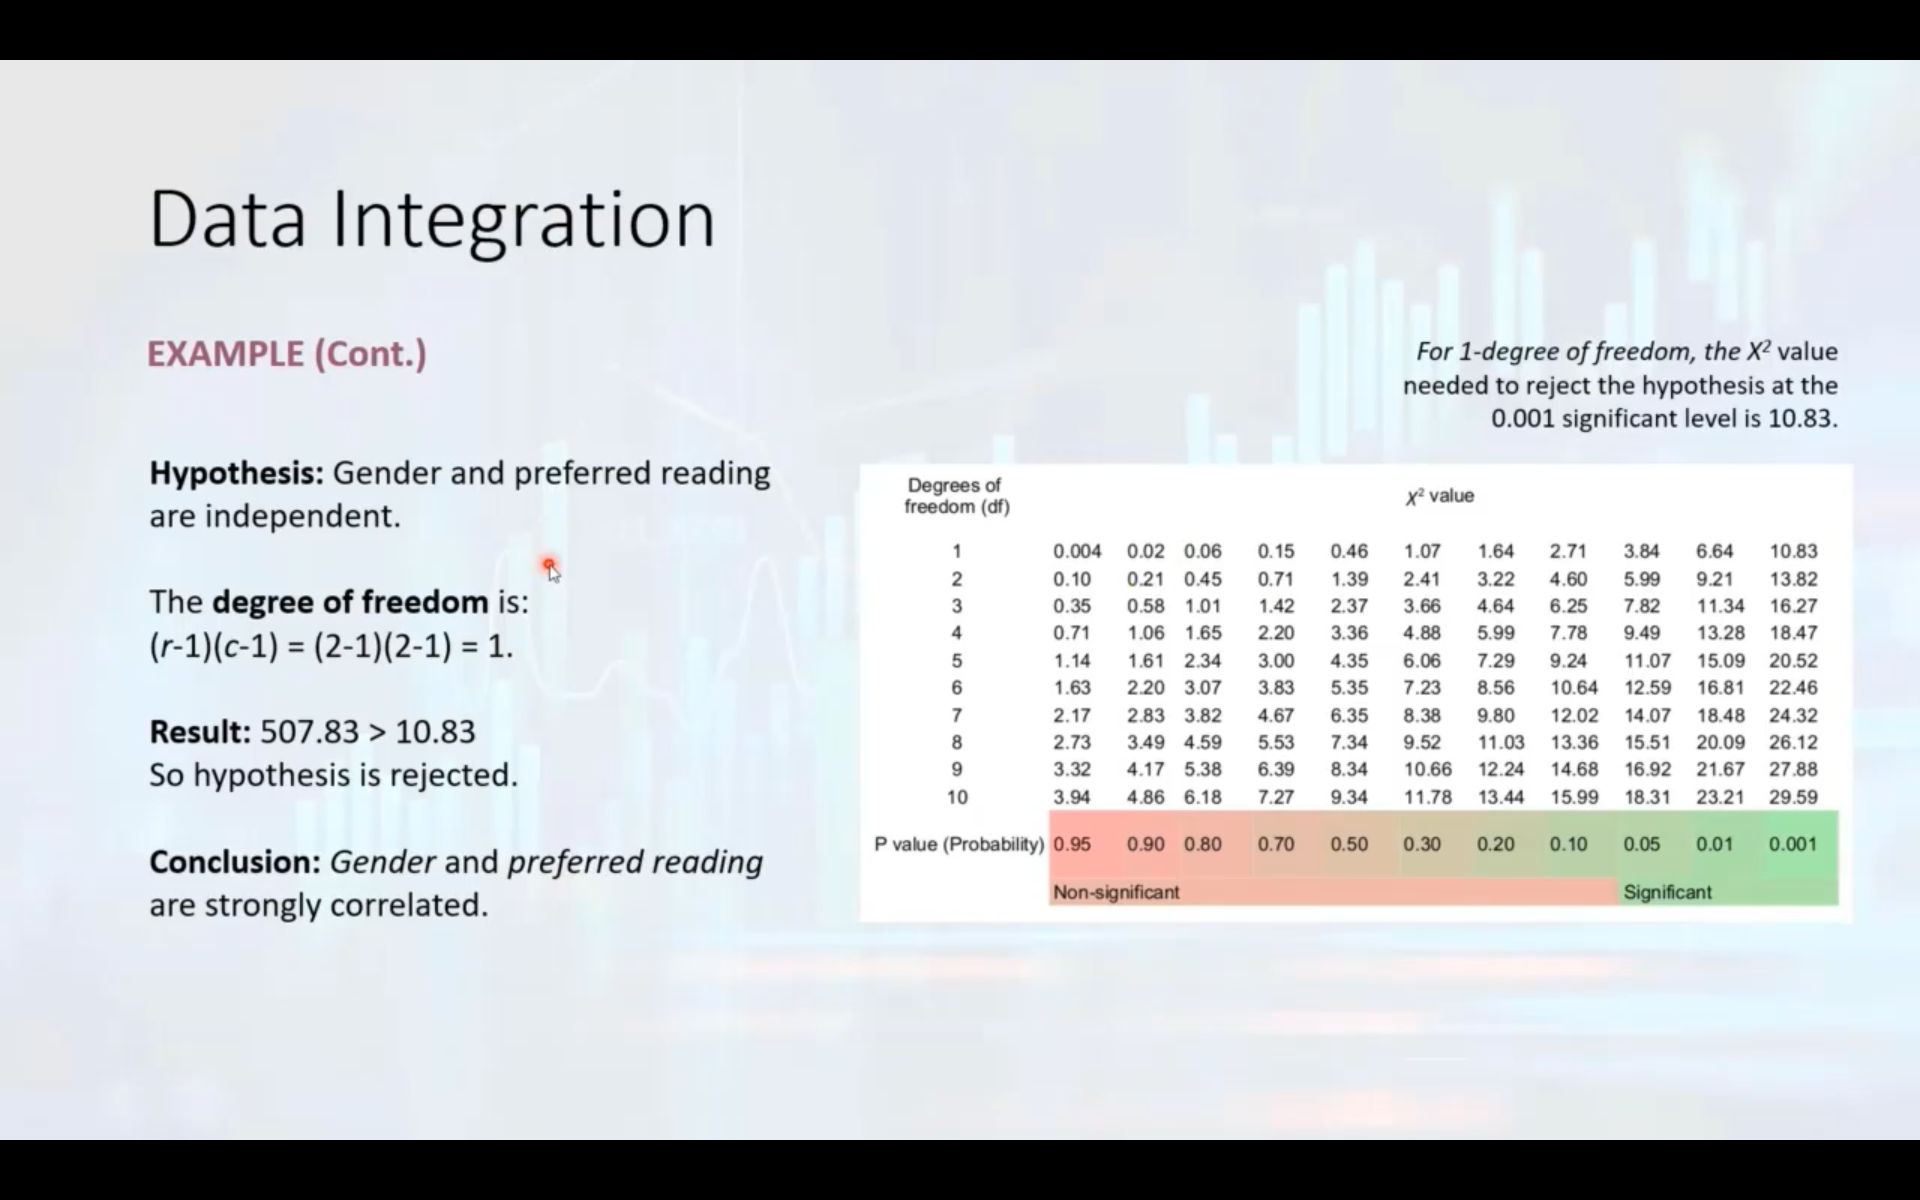 Data Integration
EXAMPLE (Cont.)
Hypothesis: Gender and preferred reading
are independent.
The degree of freedom is:
(r-1)(c-1) = (2-1)(2-1) = 1.
Result: 507.83 > 10.83
So hypothesis is rejected.
Conclusion: Gender and preferred reading
are strongly correlated.
For 1-degree of freedom, the X² value
needed to reject the hypothesis at the
0.001 significant level is 10.83.
Degrees of
freedom (df)
χ² value
1 0.004 0.02 0.06 0.15 0.46 1.07 1.64 2.71 3.84 6.64 10.83
2 0.10 0.21 0.45 0.71 1.39 2.41 3.22 4.60 5.99 9.21 13.82
3 0.35 0.58 1.01 1.42 2.37 3.66 4.64 6.25 7.82 11.34 16.27
4 0.71 1.06 1.65 2.20 3.36 4.88 5.99 7.78 9.49 13.28 18.47
5 1.14 1.61 2.34 3.00 4.35 6.06 7.29 9.24 11.07 15.09 20.52
6 1.63 2.20 3.07 3.83 5.35 7.23 8.56 10.64 12.59 16.81 22.46
7 2.17 2.83 3.82 4.67 6.35 8.38 9.80 12.02 14.07 18.48 24.32
8 2.73 3.49 4.59 5.53 7.34 9.52 11.03 13.36 15.51 20.09 26.12
9 3.32 4.17 5.38 6.39 8.34 10.66 12.24 14.68 16.92 21.67 27.88
10 3.94 4.86 6.18 7.27 9.34 11.78 13.44 15.99 18.31 23.21 29.59
P value (Probability) 0.95 0.90 0.80 0.70 0.50 0.30 0.20 0.10 0.05 0.01 0.001
Non-significant Significant